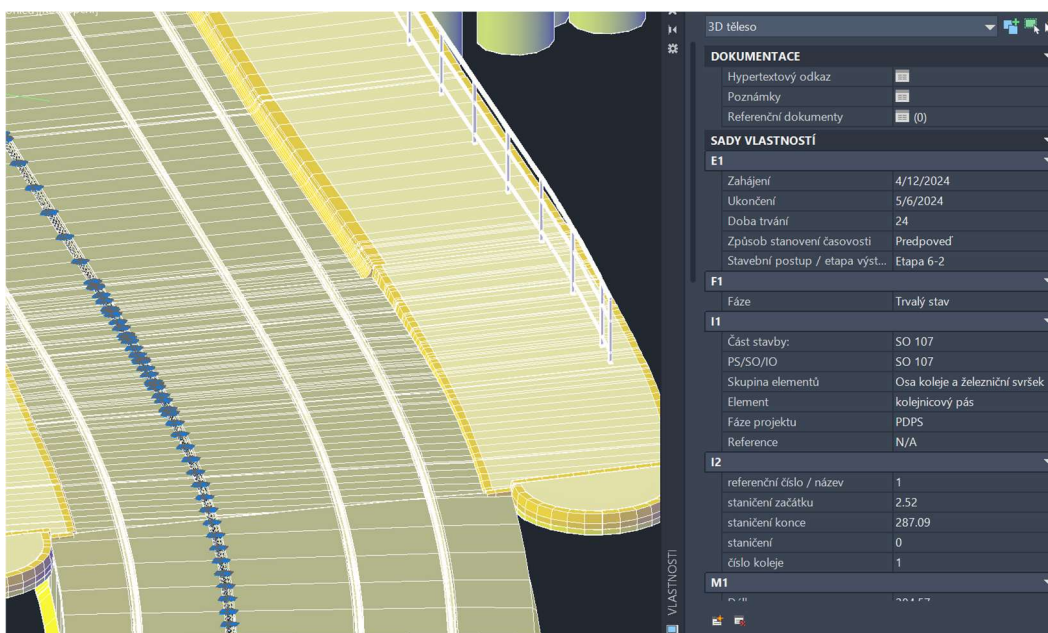 3D těleso
DOKUMENTACE
Hypertextový odkaz
Poznámky
Referenční dokumenty (0)
SADY VLASTNOSTÍ
E1
Zahájení 4/12/2024
Ukončení 5/6/2024
Doba trvání 24
Způsob stanovení časovosti Predpoveď
Stavební postup / etapa výst... Etapa 6-2
F1
Fáze Trvalý stav
I1
Část stavby: SO 107
PS/SO/IO SO 107
Skupina elementů Osa koleje a železniční svršek
Element kolejnicový pás
Fáze projektu PDPS
Reference N/A
I2
referenční číslo / název 1
staničení začátku 2.52
staničení konce 287.09
staničení 0
číslo koleje 1
M1
VLASTNOSTI